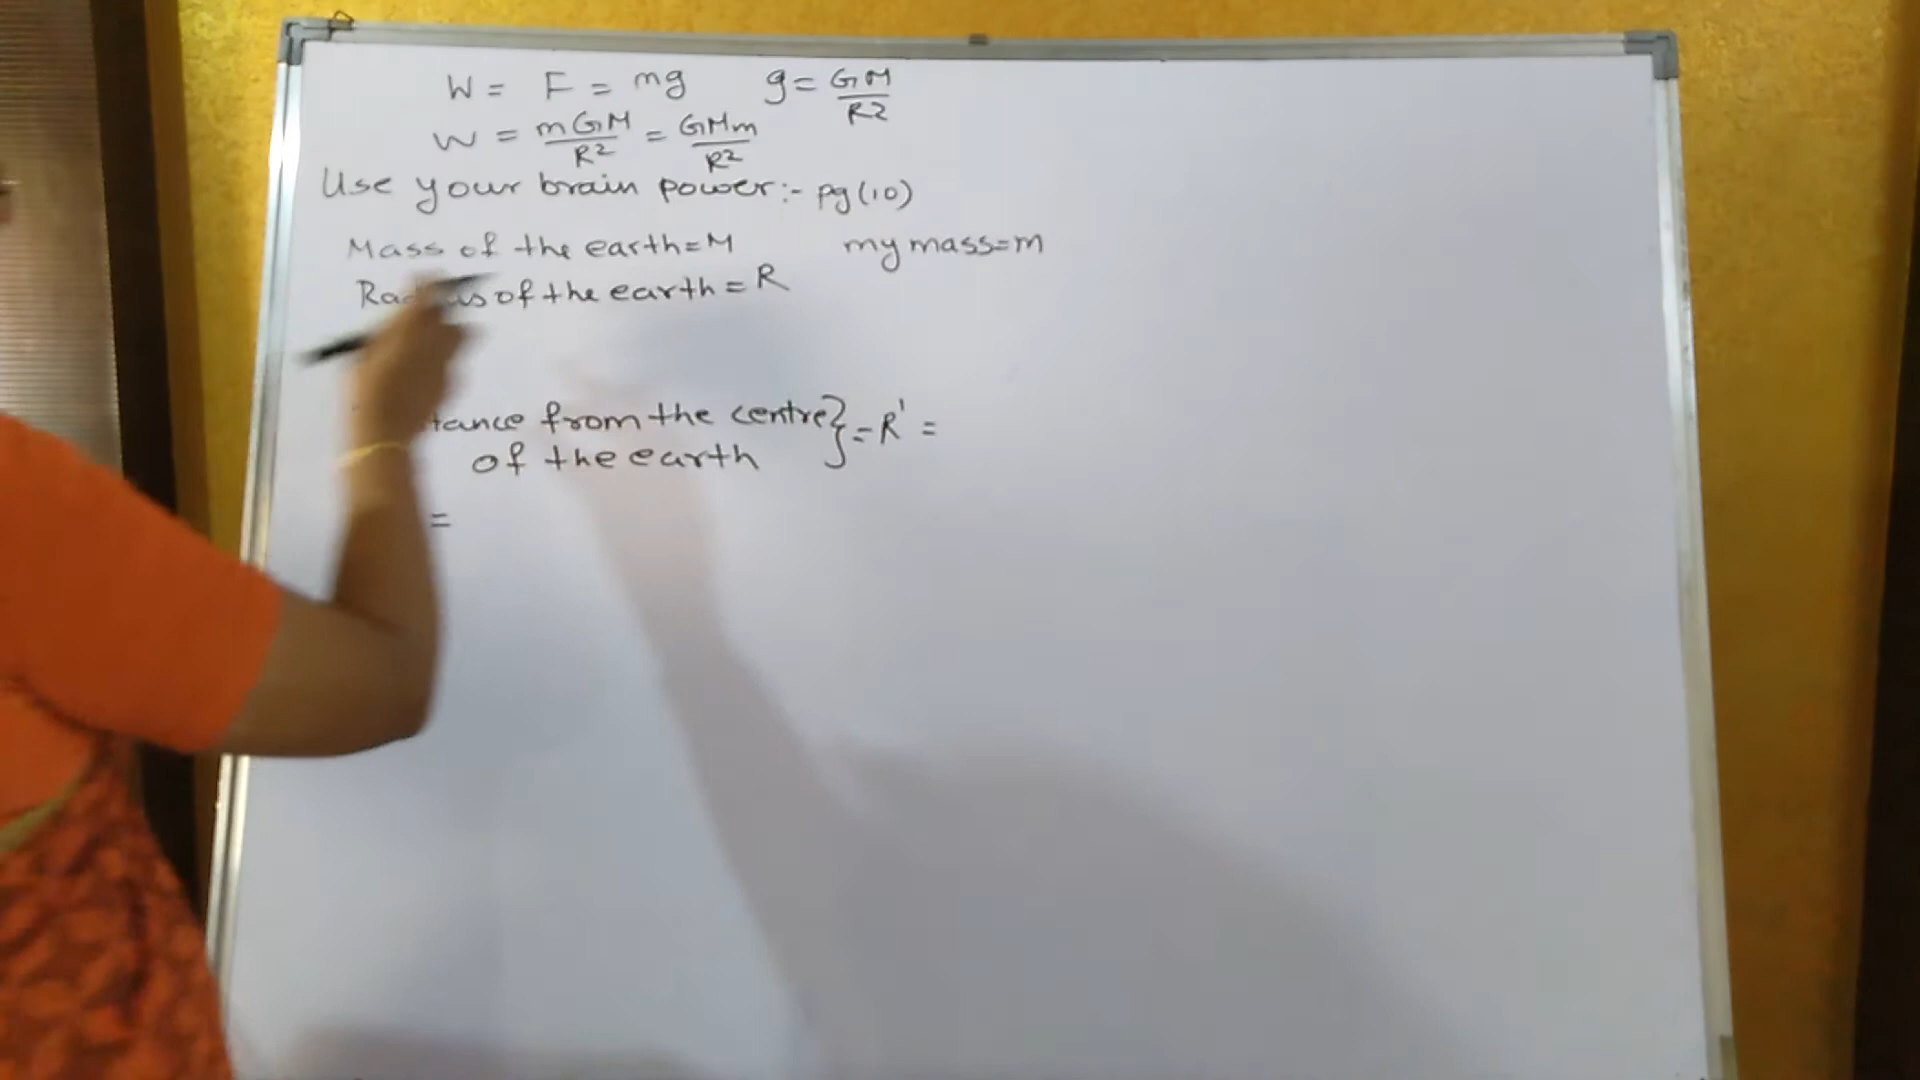 W = F = mg g = GM/R2
W = mGM/R² = GMm/R²
Use your brain power:- pg(10)
Mass of the earth=M my mass=m
of the earth = R
from the centre } = R' =
of the earth
=